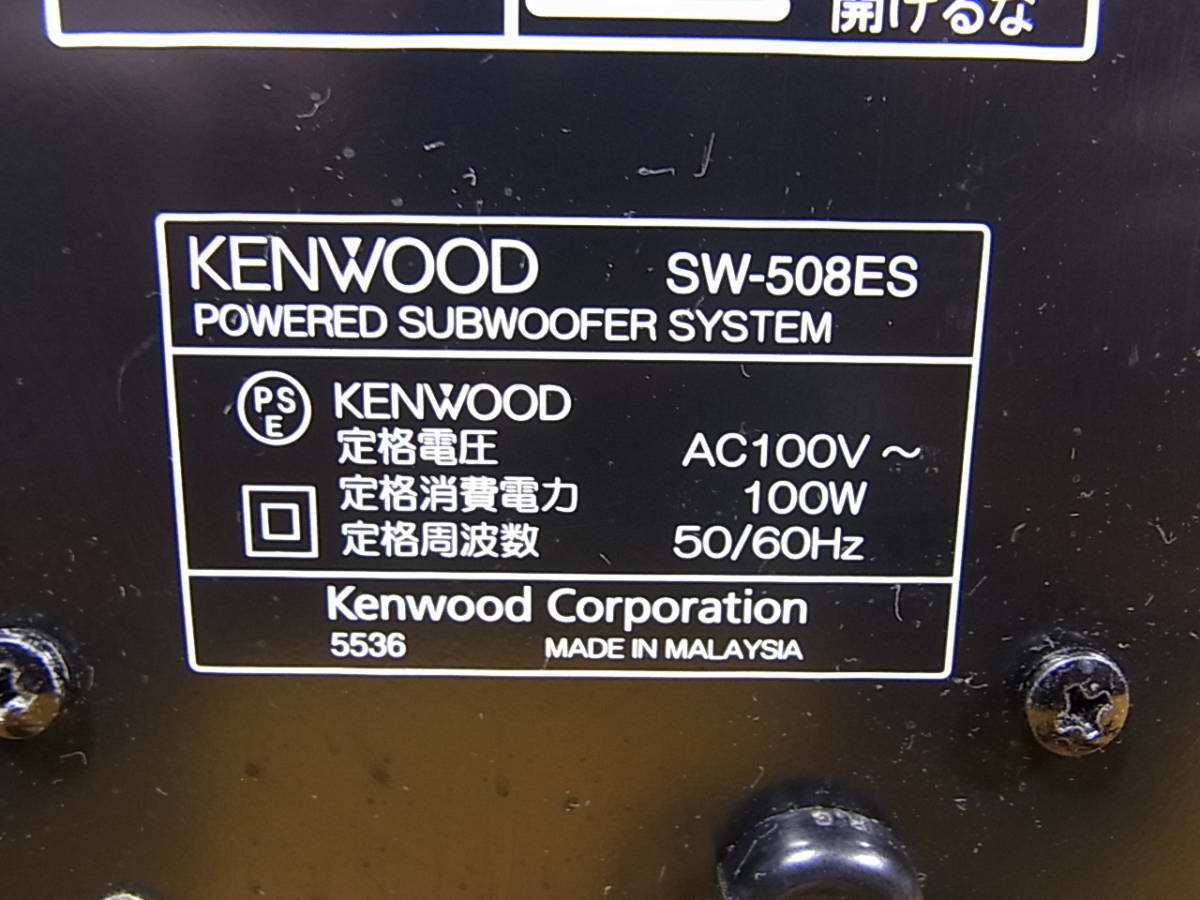 開けるな
KENWOOD SW-508ES
POWERED SUBWOOFER SYSTEM
PSE KENWOOD
定格電圧 AC100V～
定格消費電力 100W
定格周波数 50/60Hz
Kenwood Corporation
5536 MADE IN MALAYSIA